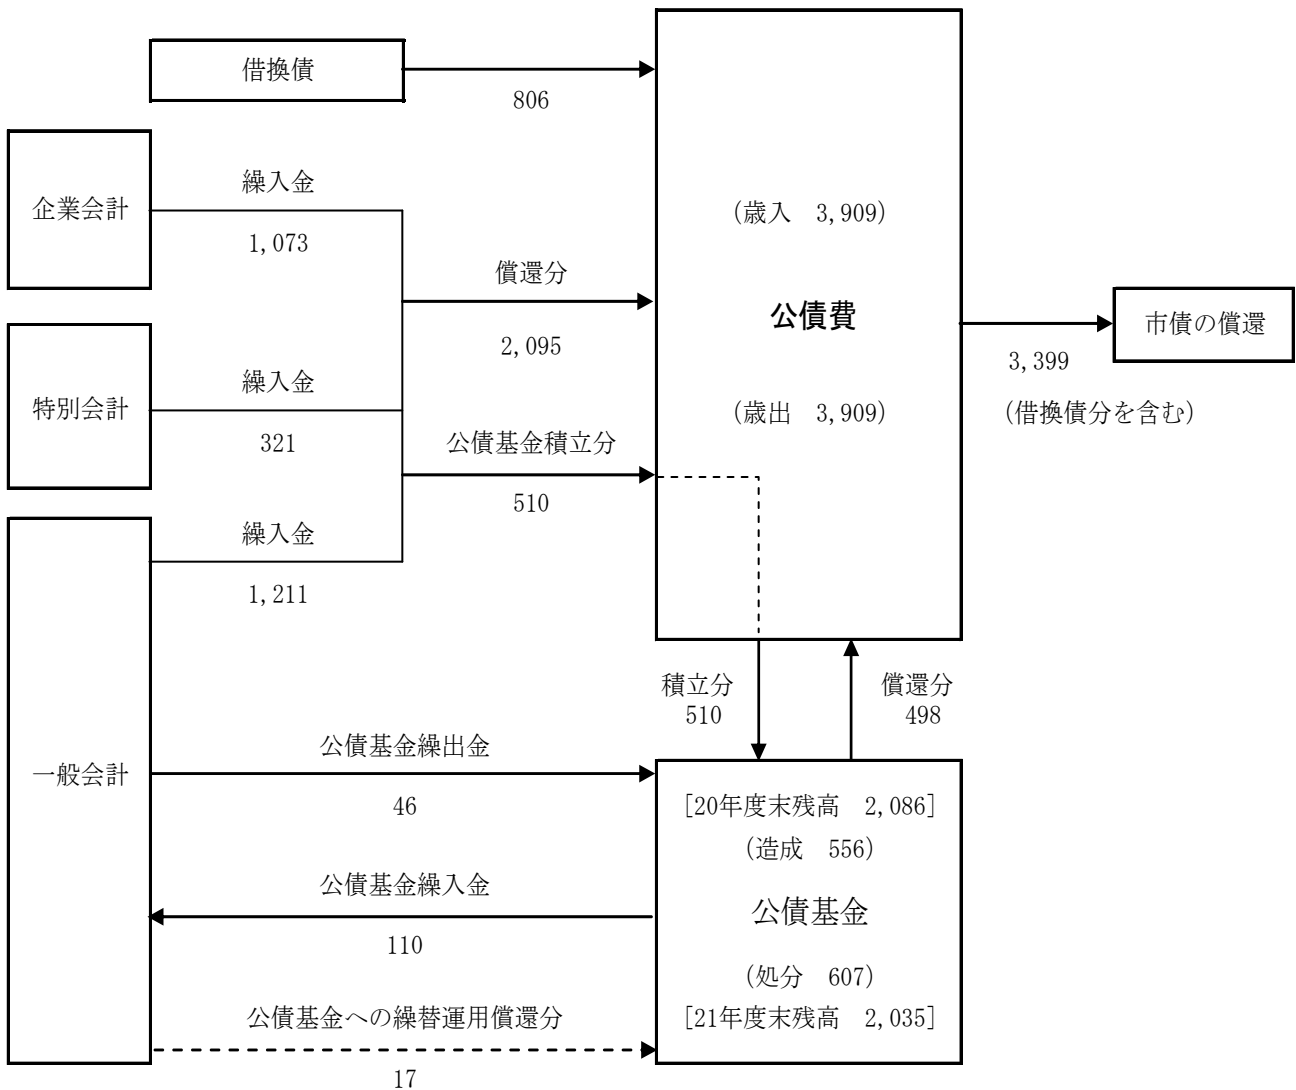 借換債
806
企業会計
繰入金
1,073
(歳入　3,909)
償還分
2,095
公債費
市債の償還
3,399
(借換債分を含む)
特別会計
繰入金
321
(歳出　3,909)
公債基金積立分
510
繰入金
1,211
積立分
510
償還分
498
一般会計
公債基金繰出金
46
[20年度末残高　2,086]
(造成　556)
公債基金繰入金
110
公債基金
(処分　607)
[21年度末残高　2,035]
公債基金への繰替運用償還分
17